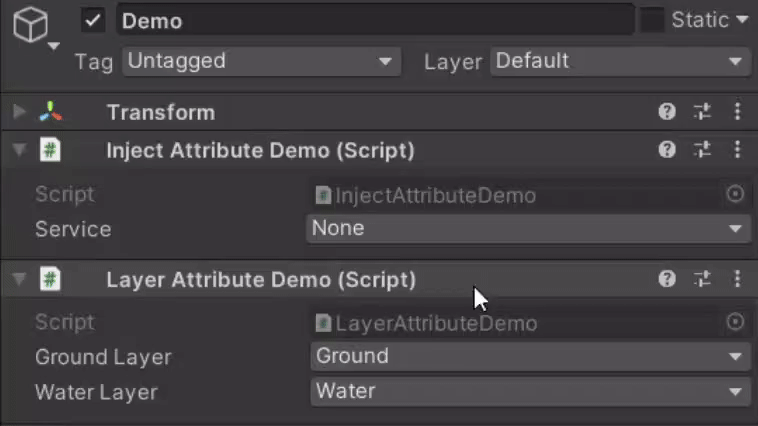 Demo Static
Tag Untagged Layer Default
Transform
Inject Attribute Demo (Script)
Script InjectAttributeDemo
Service None
Layer Attribute Demo (Script)
Script LayerAttributeDemo
Ground Layer Ground
Water Layer Water